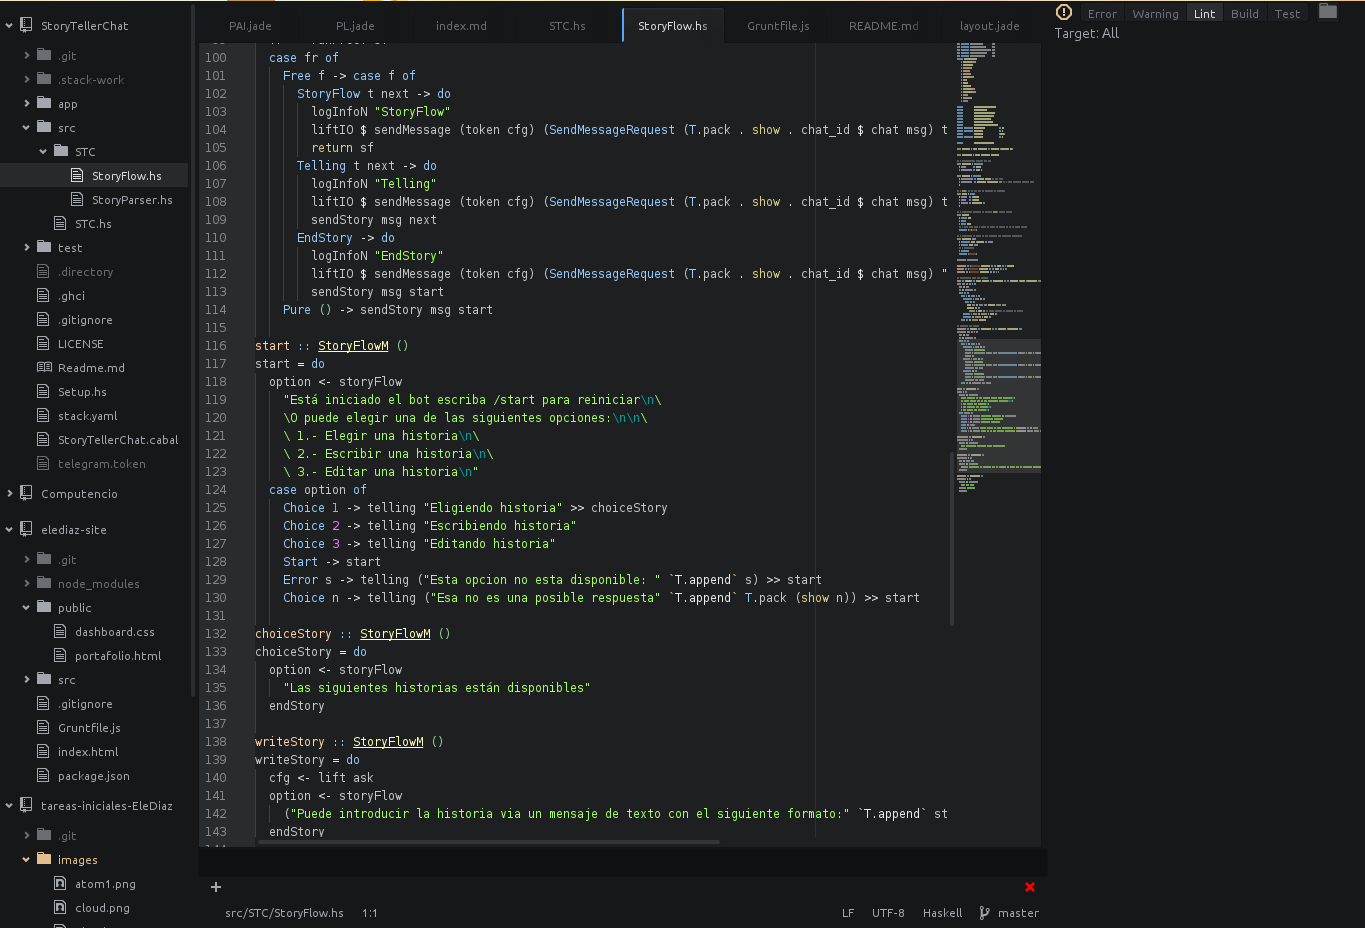 StoryTellerChat
.git
.stack-work
app
src
STC
StoryFlow.hs
StoryParser.hs
STC.hs
test
.directory
.ghci
.gitignore
LICENSE
Readme.md
Setup.hs
stack.yaml
StoryTellerChat.cabal
telegram.token
Computencio
elediaz-site
.git
node_modules
public
dashboard.css
portafolio.html
src
.gitignore
Gruntfile.js
index.html
package.json
tareas-iniciales-EleDiaz
.git
images
atom1.png
cloud.png
PAI.jade PL.jade index.md STC.hs StoryFlow.hs Gruntfile.js README.md layout.jade
100 case fr of
101 Free f -> case f of
102 StoryFlow t next -> do
103 logInfoN "StoryFlow"
104 liftIO $ sendMessage (token cfg) (SendMessageRequest (T.pack . show . chat_id $ chat msg) t
105 return sf
106 Telling t next -> do
107 logInfoN "Telling"
108 liftIO $ sendMessage (token cfg) (SendMessageRequest (T.pack . show . chat_id $ chat msg) t
109 sendStory msg next
110 EndStory -> do
111 logInfoN "EndStory"
112 liftIO $ sendMessage (token cfg) (SendMessageRequest (T.pack . show . chat_id $ chat msg) "
113 sendStory msg start
114 Pure () -> sendStory msg start
115
116 start :: StoryFlowM ()
117 start = do
118 option <- storyFlow
119 "Está iniciado el bot escriba /start para reiniciar\n\
120 \O puede elegir una de las siguientes opciones:\n\n\
121 \ 1.- Elegir una historia\n\
122 \ 2.- Escribir una historia\n\
123 \ 3.- Editar una historia\n"
124 case option of
125 Choice 1 -> telling "Eligiendo historia" >> choiceStory
126 Choice 2 -> telling "Escribiendo historia"
127 Choice 3 -> telling "Editando historia"
128 Start -> start
129 Error s -> telling ("Esta opcion no esta disponible: " `T.append` s) >> start
130 Choice n -> telling ("Esa no es una posible respuesta" `T.append` T.pack (show n)) >> start
131
132 choiceStory :: StoryFlowM ()
133 choiceStory = do
134 option <- storyFlow
135 "Las siguientes historias están disponibles"
136 endStory
137
138 writeStory :: StoryFlowM ()
139 writeStory = do
140 cfg <- lift ask
141 option <- storyFlow
142 ("Puede introducir la historia via un mensaje de texto con el siguiente formato:" `T.append` st
143 endStory
src/STC/StoryFlow.hs 1:1 LF UTF-8 Haskell master
Error Warning Lint Build Test
Target: All